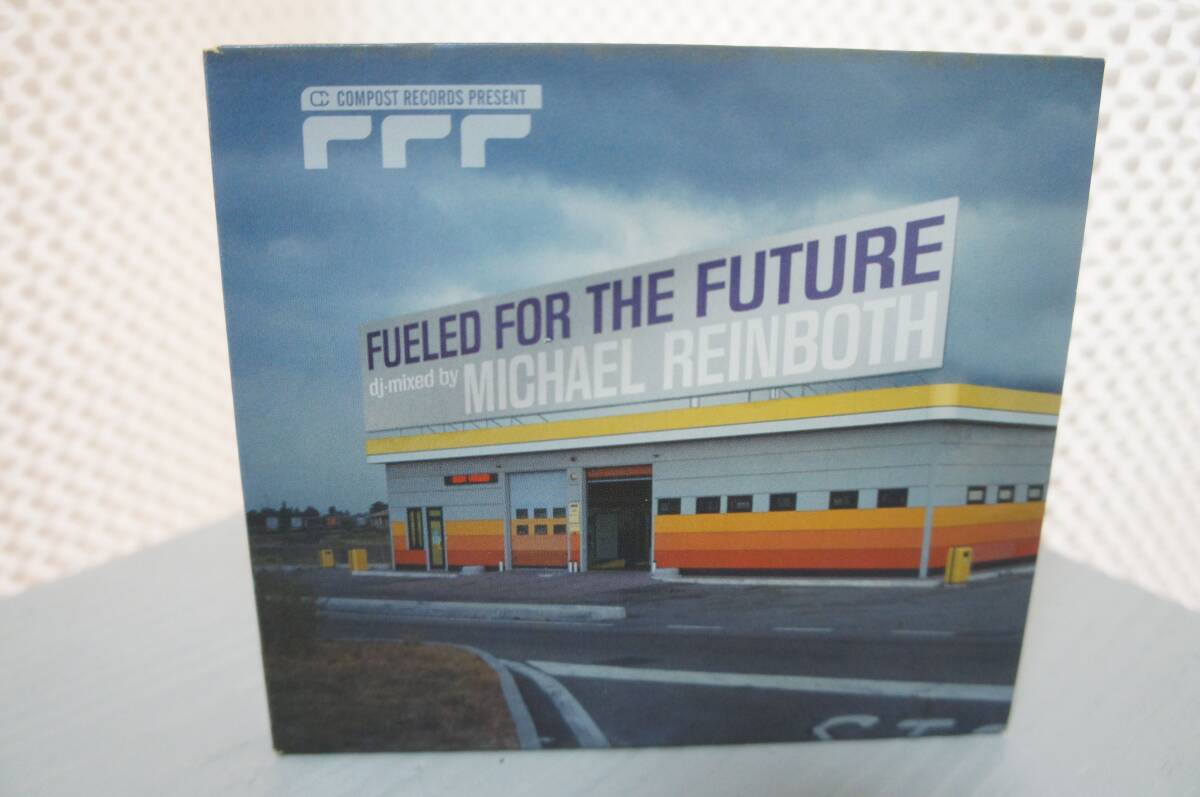 COMPOST RECORDS PRESENT
FFF
FUELED FOR THE FUTURE
dj-mixed by MICHAEL REINBOTH